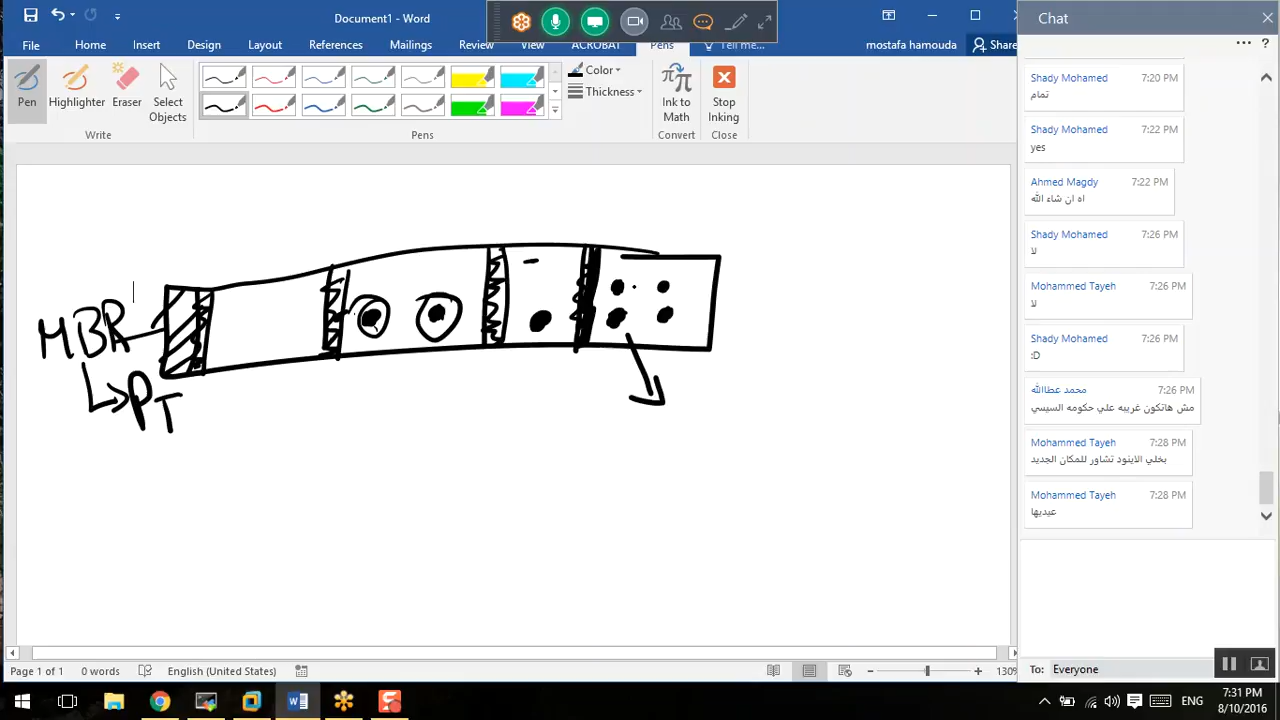 Document1 - Word
File
Home
Insert
Design
Layout
References
Mailings
Review
View
ACROBAT
Pens
Tell me...
mostafa hamouda
Share
Pen
Highlighter
Eraser
Select Objects
Color
Thickness
Ink to Math
Stop Inking
Write
Pens
Convert
Close
MBR
PT
Chat
Shady Mohamed 7:20 PM
تمام
Shady Mohamed 7:22 PM
yes
Ahmed Magdy 7:22 PM
اه ان شاء الله
Shady Mohamed 7:26 PM
لا
Mohammed Tayeh 7:26 PM
لا
Shady Mohamed 7:26 PM
:D
محمد عطاالله 7:26 PM
مش هاتكون غريبه علي حكومه السيسي
Mohammed Tayeh 7:28 PM
بخلي الاينود تشاور للمكان الجديد
Mohammed Tayeh 7:28 PM
عيديها
To: Everyone
Page 1 of 1
0 words
English (United States)
130%
ENG
7:31 PM
8/10/2016